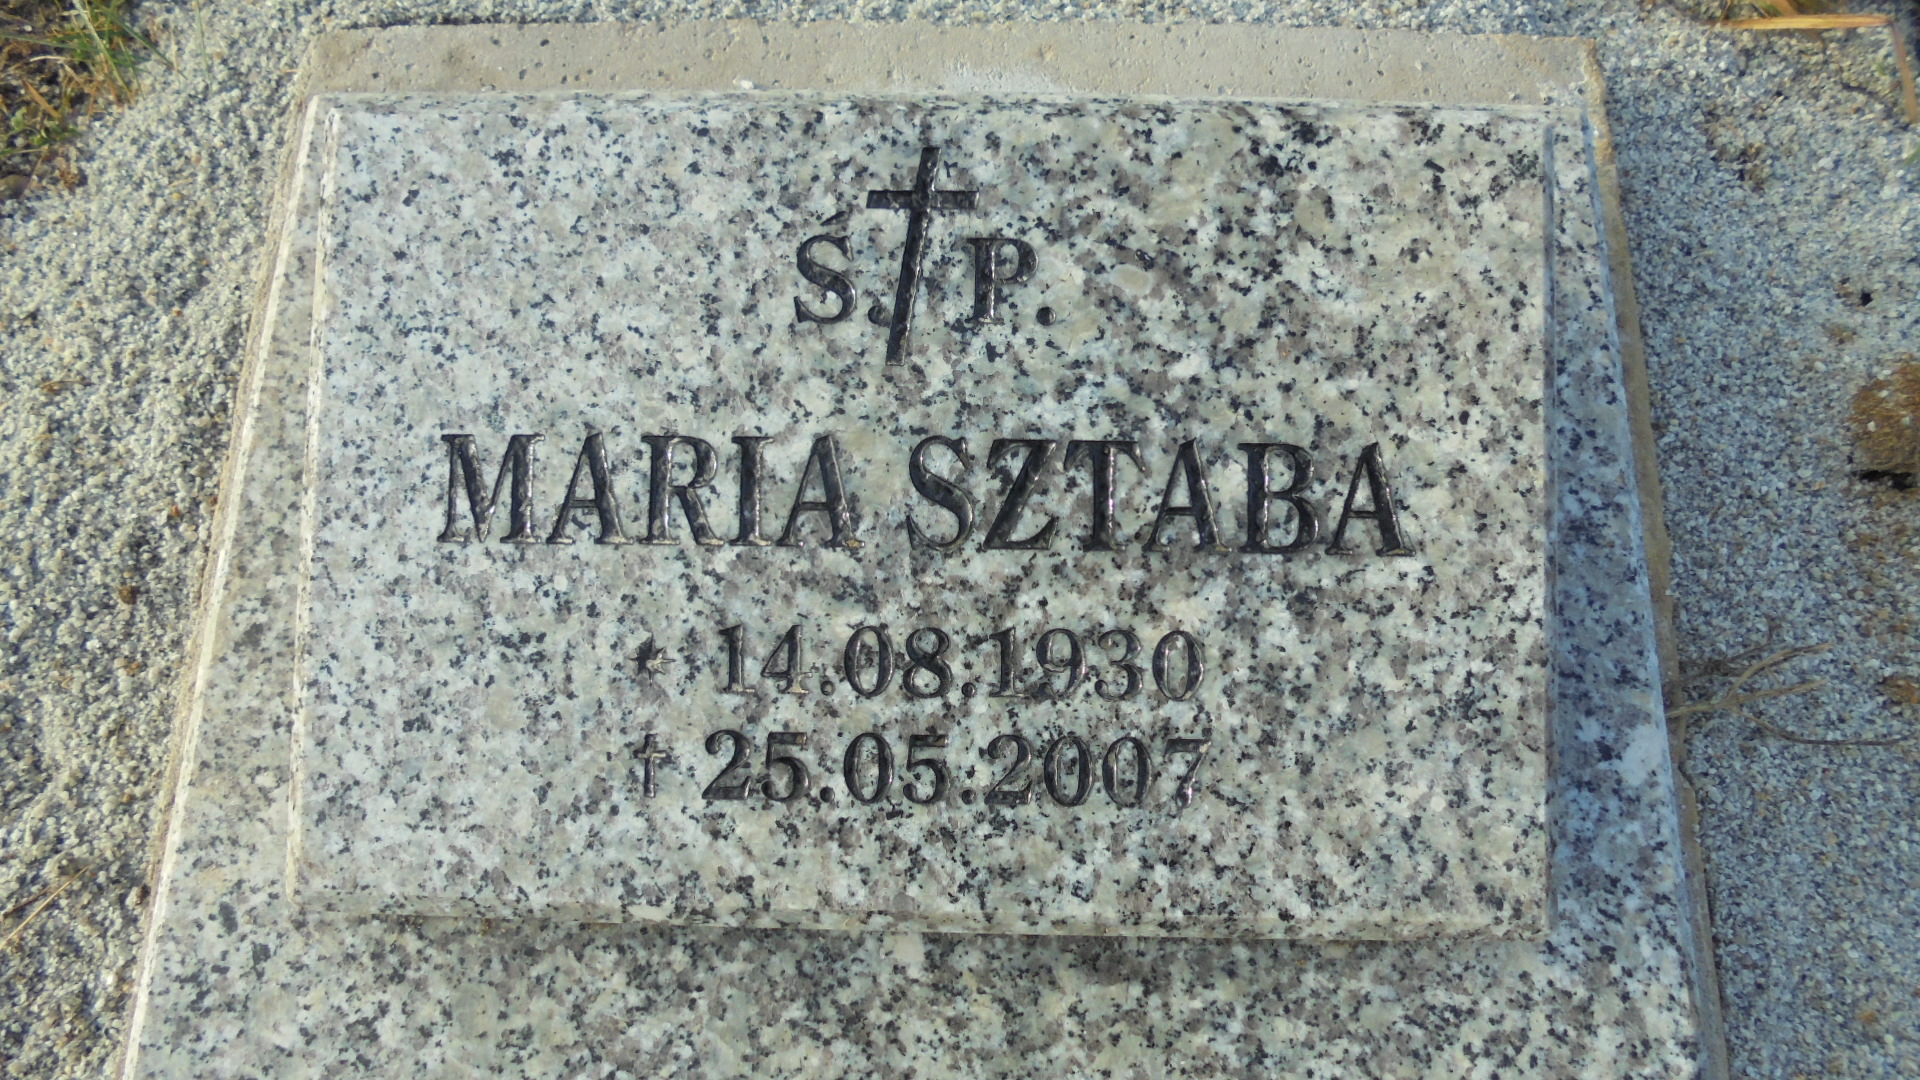 Ś. P.
MARIA SZTABA
* 14.08.1930
† 25.05.2007